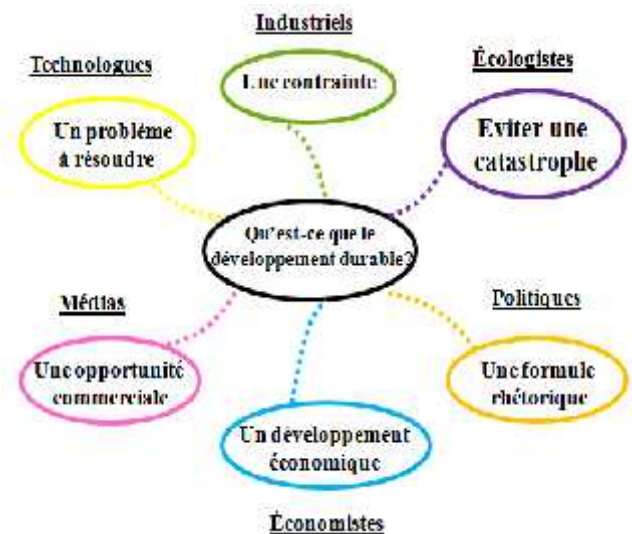 Industriels
Une contrainte
Technologues
Un problème
à résoudre
Écologistes
Eviter une
catastrophe
Qu'est-ce que le
développement durable?
Médias
Une opportunité
commerciale
Politiques
Une formule
rhétorique
Un développement
économique
Économistes